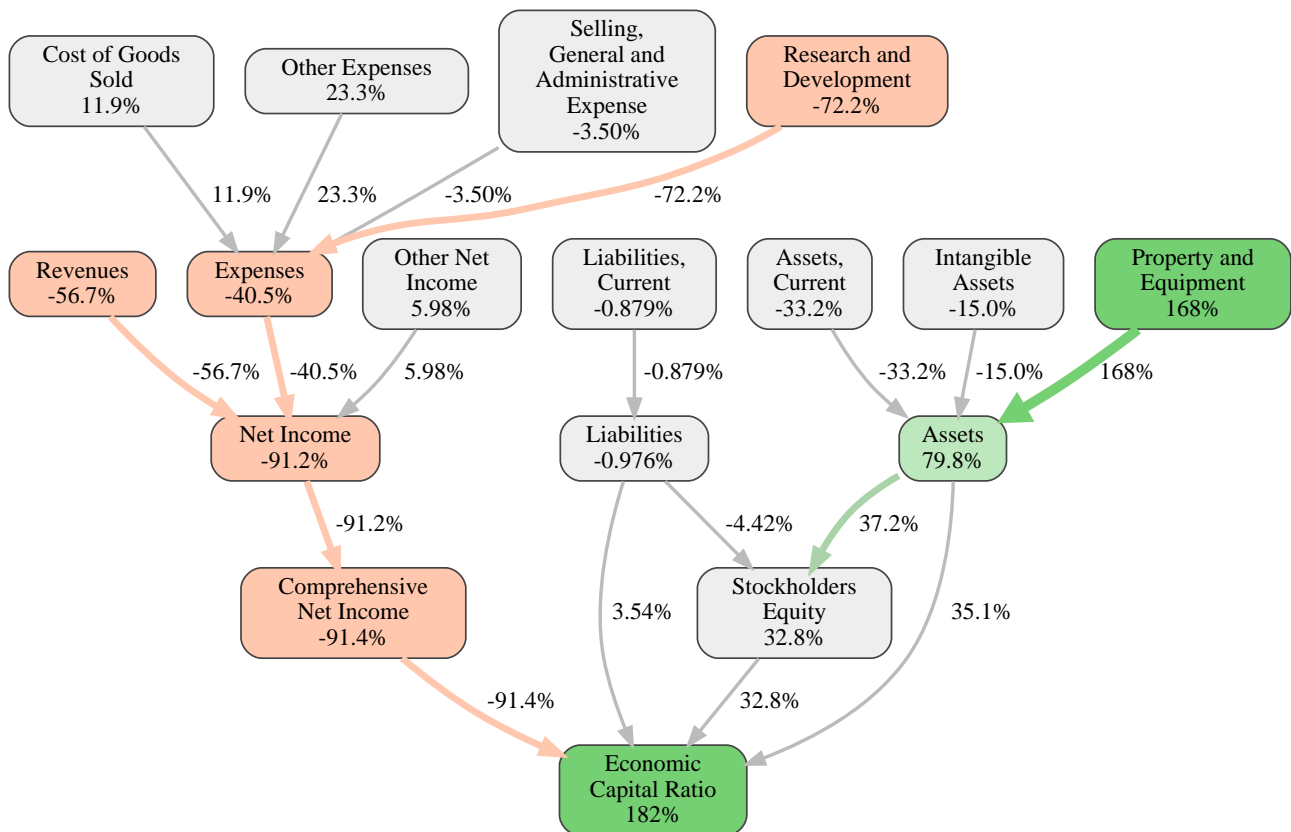 Cost of Goods
Sold
11.9%
Other Expenses
23.3%
Selling,
General and
Administrative
Expense
-3.50%
Research and
Development
-72.2%
11.9%
23.3%
-3.50%
-72.2%
Revenues
-56.7%
Expenses
-40.5%
Other Net
Income
5.98%
Liabilities,
Current
-0.879%
Assets,
Current
-33.2%
Intangible
Assets
-15.0%
Property and
Equipment
168%
-56.7%
-40.5%
5.98%
-0.879%
-33.2%
-15.0%
168%
Net Income
-91.2%
Liabilities
-0.976%
Assets
79.8%
-91.2%
-4.42%
37.2%
Comprehensive
Net Income
-91.4%
3.54%
Stockholders
Equity
32.8%
35.1%
-91.4%
32.8%
Economic
Capital Ratio
182%